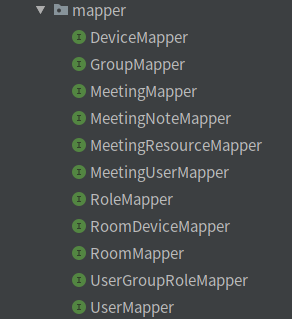 mapper
DeviceMapper
GroupMapper
MeetingMapper
MeetingNoteMapper
MeetingResourceMapper
MeetingUserMapper
RoleMapper
RoomDeviceMapper
RoomMapper
UserGroupRoleMapper
UserMapper